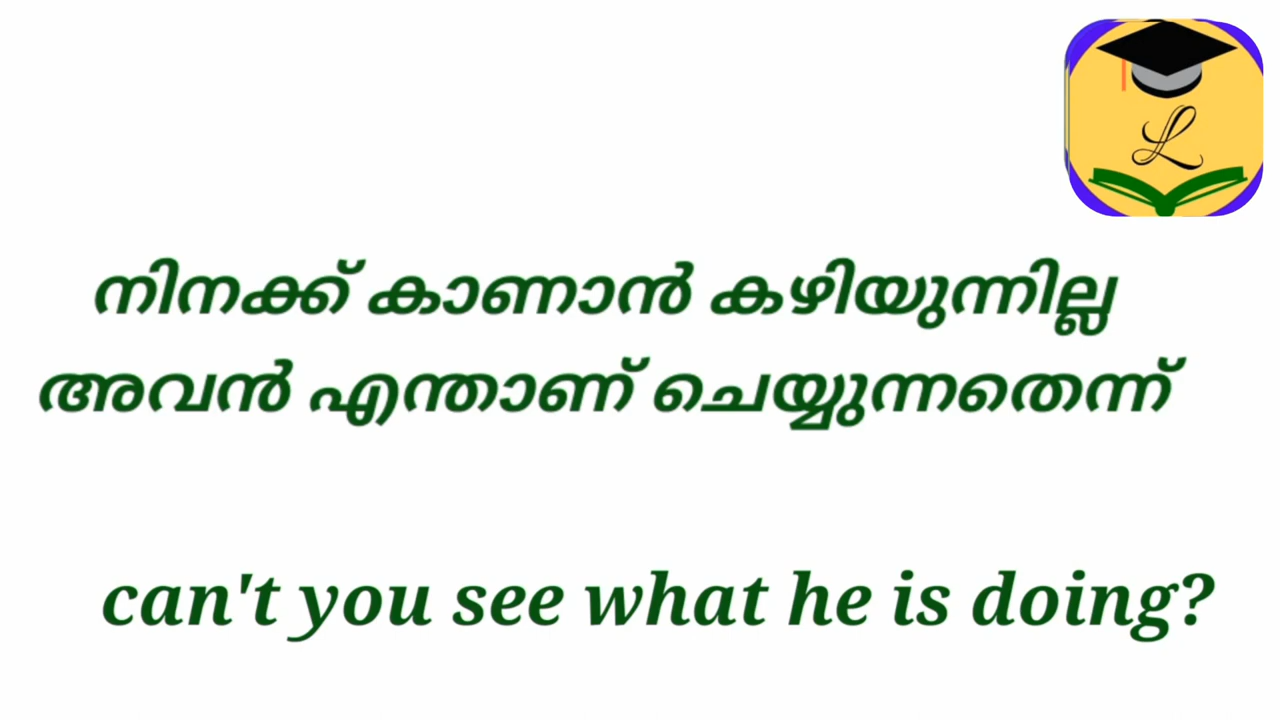 L
നിനക്ക് കാണാൻ കഴിയുന്നില്ല
അവൻ എന്താണ് ചെയ്യുന്നതെന്ന്
can't you see what he is doing?